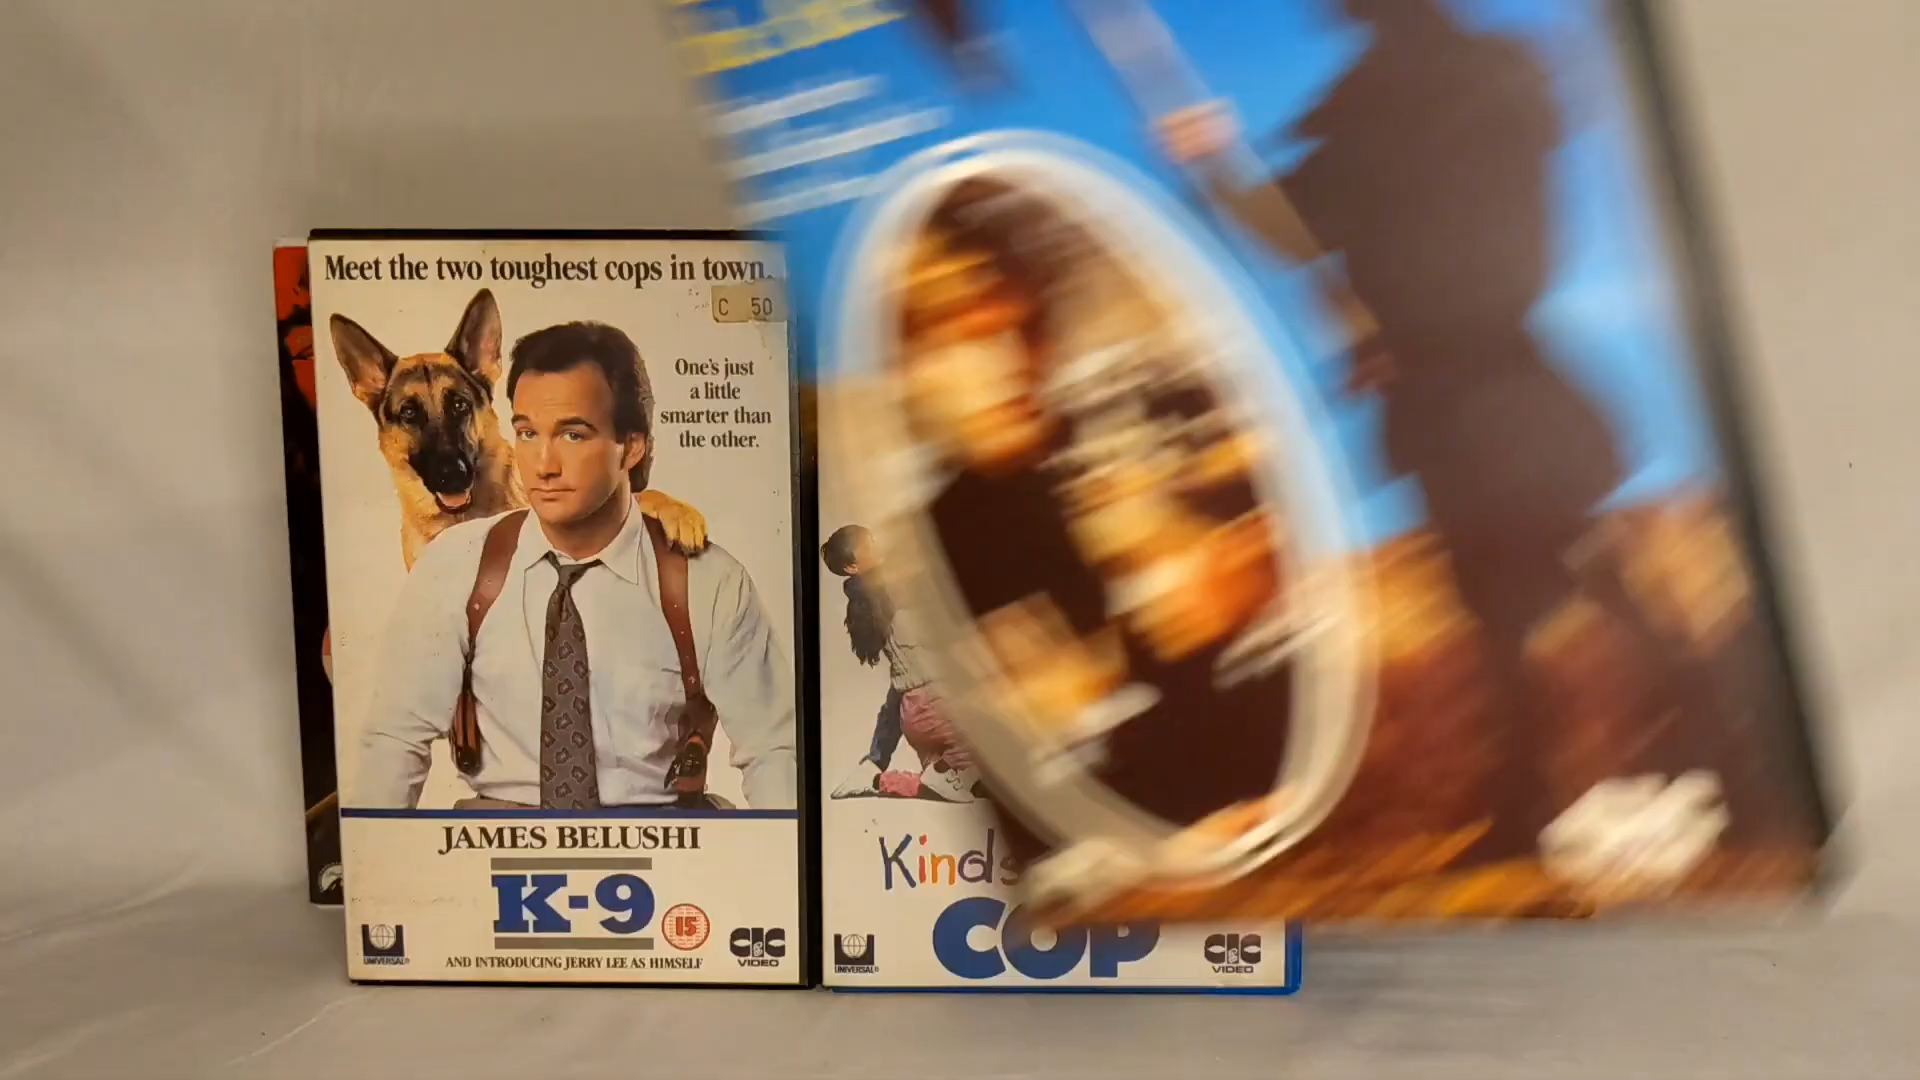 Meet the two toughest cops in town.
C 50
One's just
a little
smarter than
the other.
JAMES BELUSHI
K-9
15
UNIVERSAL
CIC
VIDEO
AND INTRODUCING JERRY LEE AS HIMSELF
Kinds
COP
UNIVERSAL
CIC
VIDEO